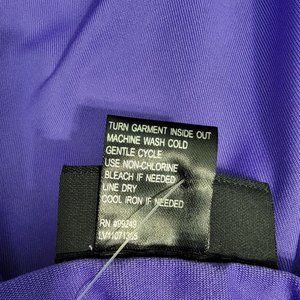 TURN GARMENT INSIDE OUT
MACHINE WASH COLD
GENTLE CYCLE
USE NON-CHLORINE
BLEACH IF NEEDED
LINE DRY
COOL IRON IF NEEDED
RN #99249